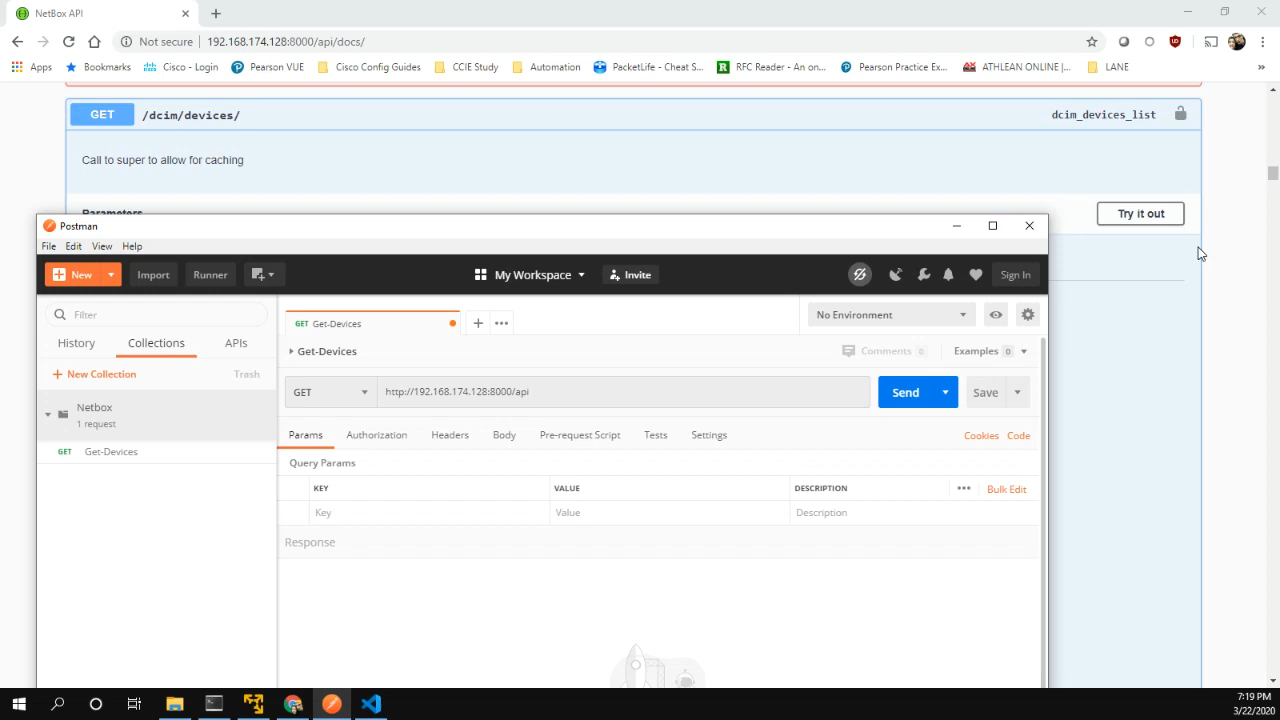 NetBox API
Not secure 192.168.174.128:8000/api/docs/
Apps Bookmarks Cisco - Login Pearson VUE Cisco Config Guides CCIE Study Automation PacketLife - Cheat S... RFC Reader - An on... Pearson Practice Ex... ATHLEAN ONLINE |... LANE »
GET /dcim/devices/ dcim_devices_list
Call to super to allow for caching
Parameters Try it out
Postman
File Edit View Help
New Import Runner My Workspace Invite Sign In
Filter
No Environment
GET Get-Devices
History Collections APIs
Get-Devices Comments 0 Examples 0
New Collection Trash
GET http://192.168.174.128:8000/api Send Save
Netbox
1 request
Params Authorization Headers Body Pre-request Script Tests Settings Cookies Code
GET Get-Devices
Query Params
KEY VALUE DESCRIPTION Bulk Edit
Key Value Description
Response
7:19 PM
3/22/2020